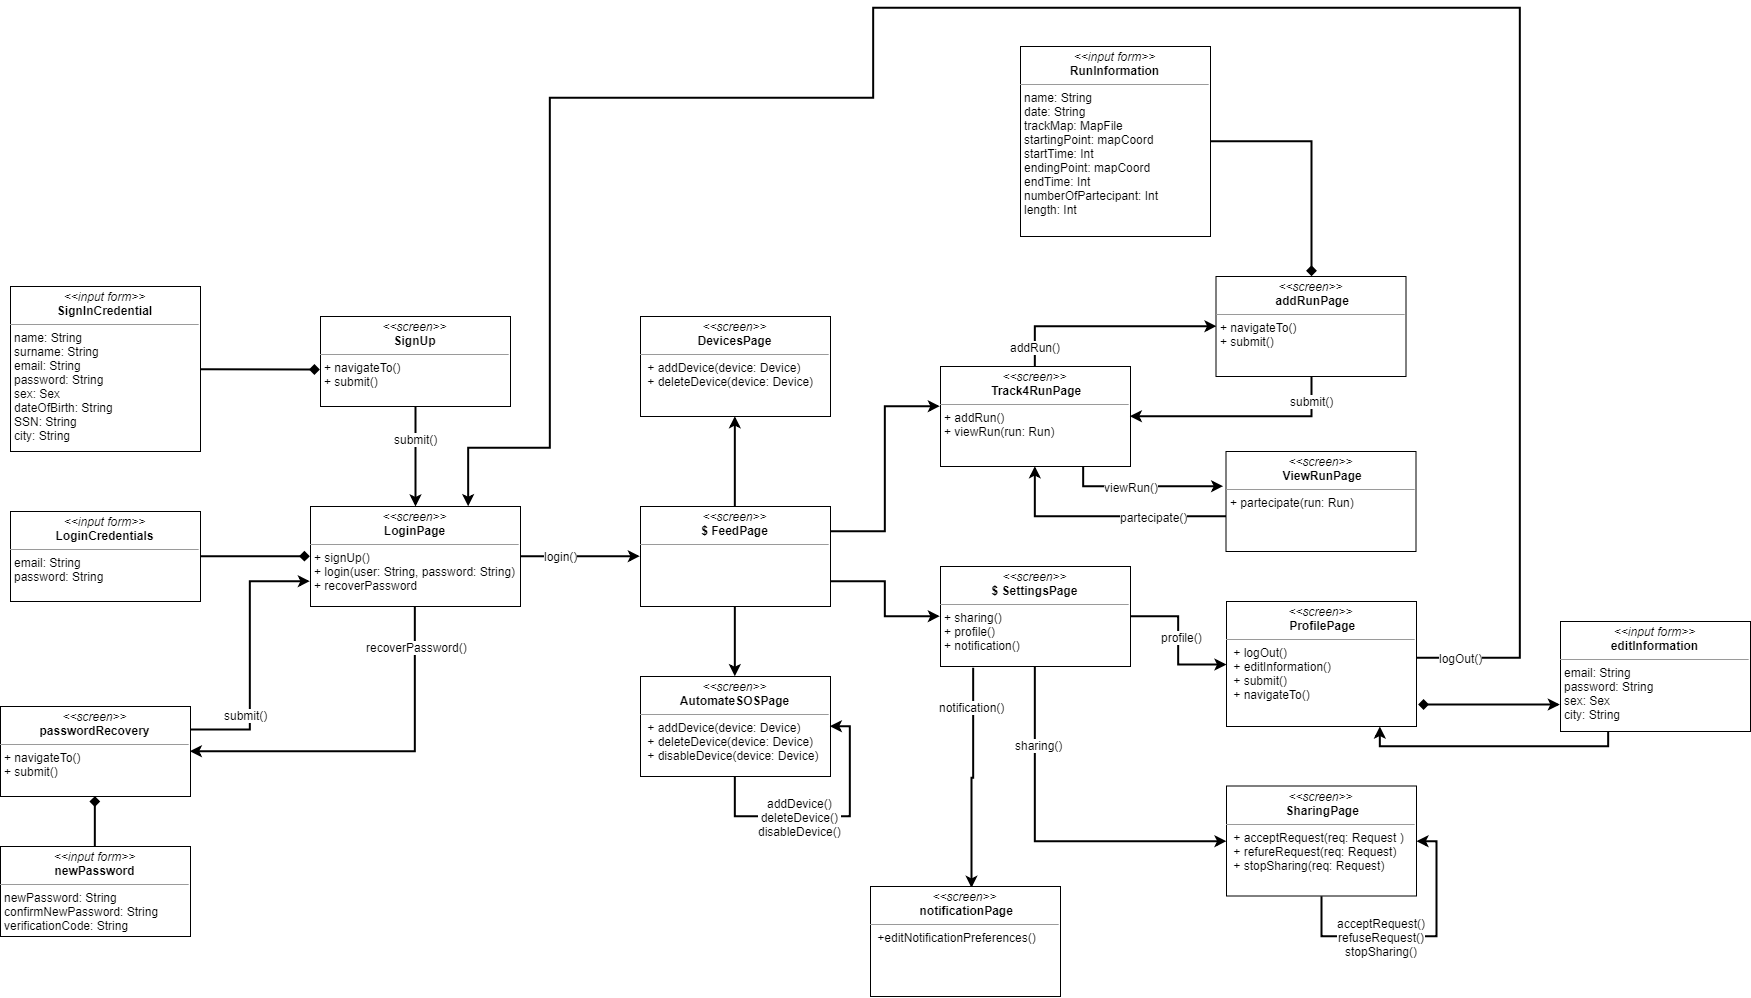 <<input form>>
RunInformation
name: String
date: String
trackMap: MapFile
startingPoint: mapCoord
startTime: Int
endingPoint: mapCoord
endTime: Int
numberOfPartecipant: Int
length: Int
<<screen>>
addRunPage
+ navigateTo()
+ submit()
submit()
<<input form>>
SignInCredential
name: String
surname: String
email: String
password: String
sex: Sex
dateOfBirth: String
SSN: String
city: String
<<screen>>
SignUp
+ navigateTo()
+ submit()
submit()
<<screen>>
DevicesPage
+ addDevice(device: Device)
+ deleteDevice(device: Device)
addRun()
<<screen>>
Track4RunPage
+ addRun()
+ viewRun(run: Run)
viewRun()
partecipate()
<<screen>>
ViewRunPage
+ partecipate(run: Run)
<<input form>>
LoginCredentials
email: String
password: String
<<screen>>
LoginPage
+ signUp()
+ login(user: String, password: String)
+ recoverPassword
login()
recoverPassword()
<<screen>>
$ FeedPage
<<screen>>
$ SettingsPage
+ sharing()
+ profile()
+ notification()
profile()
notification()
sharing()
<<screen>>
ProfilePage
+ logOut()
+ editInformation()
+ submit()
+ navigateTo()
logOut()
<<input form>>
editInformation
email: String
password: String
sex: Sex
city: String
submit()
<<screen>>
passwordRecovery
+ navigateTo()
+ submit()
<<screen>>
AutomateSOSPage
+ addDevice(device: Device)
+ deleteDevice(device: Device)
+ disableDevice(device: Device)
addDevice()
deleteDevice()
disableDevice()
<<screen>>
SharingPage
+ acceptRequest(req: Request )
+ refureRequest(req: Request)
+ stopSharing(req: Request)
acceptRequest()
refuseRequest()
stopSharing()
<<input form>>
newPassword
newPassword: String
confirmNewPassword: String
verificationCode: String
<<screen>>
notificationPage
+editNotificationPreferences()